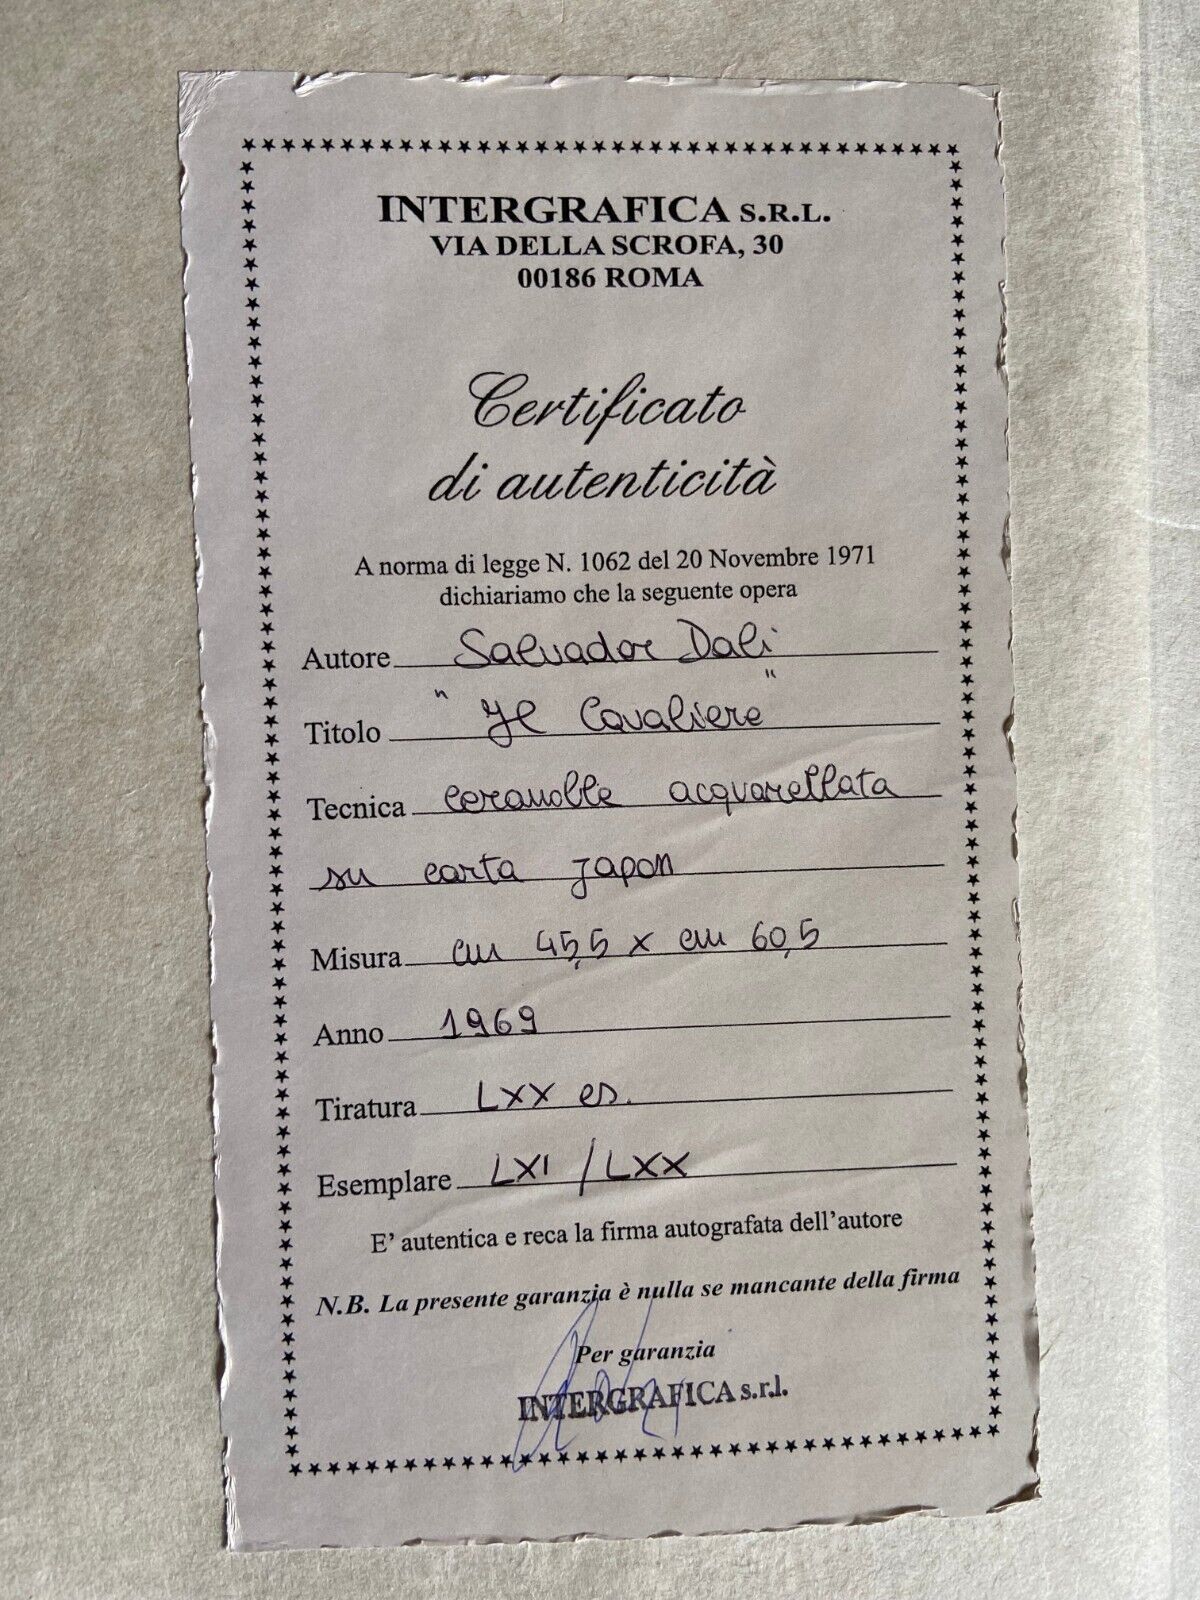 INTERGRAFICA S.R.L.
VIA DELLA SCROFA, 30
00186 ROMA
Certificato
di autenticità
A norma di legge N. 1062 del 20 Novembre 1971
dichiariamo che la seguente opera
Autore Salvador Dali
Titolo "Il Cavaliere"
Tecnica ceramolle acquarellata
su carta japon
Misura cm 45,5 x cm 60,5
Anno 1969
Tiratura LXX es.
Esemplare LXI / LXX
E' autentica e reca la firma autografata dell'autore
N.B. La presente garanzia è nulla se mancante della firma
Per garanzia
INTERGRAFICA s.r.l.